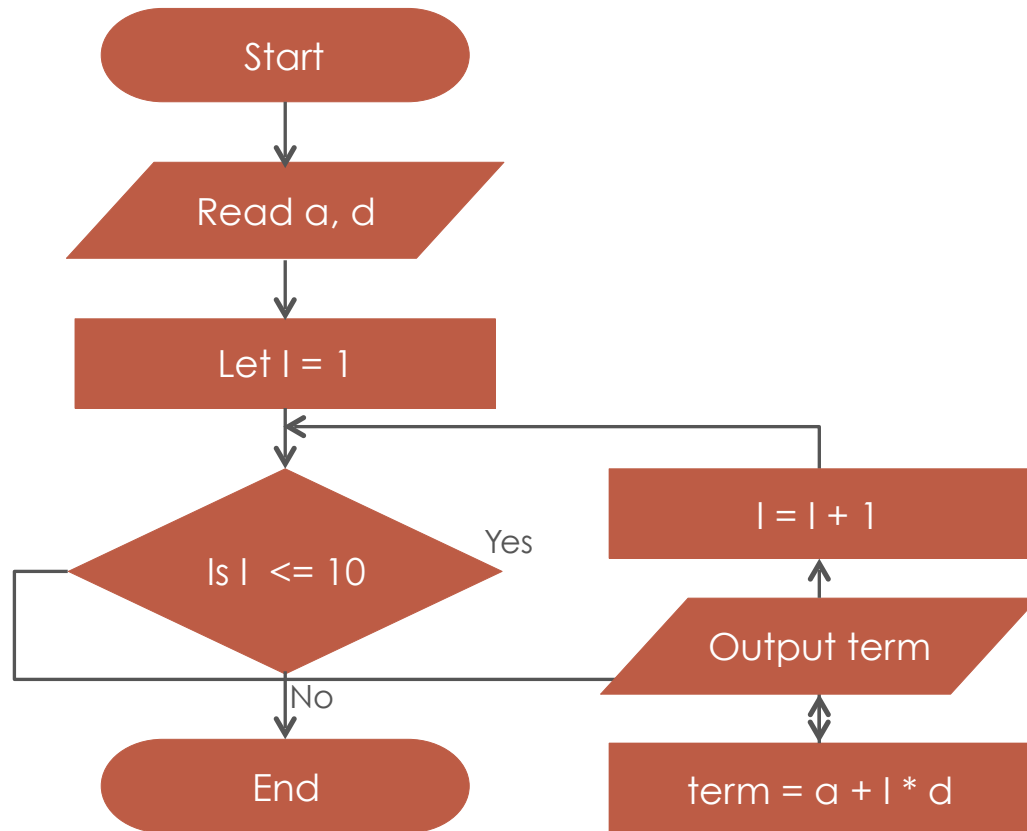 Start
Read a, d
Let I = 1
Is I <= 10
Yes
No
End
I = I + 1
Output term
term = a + I * d